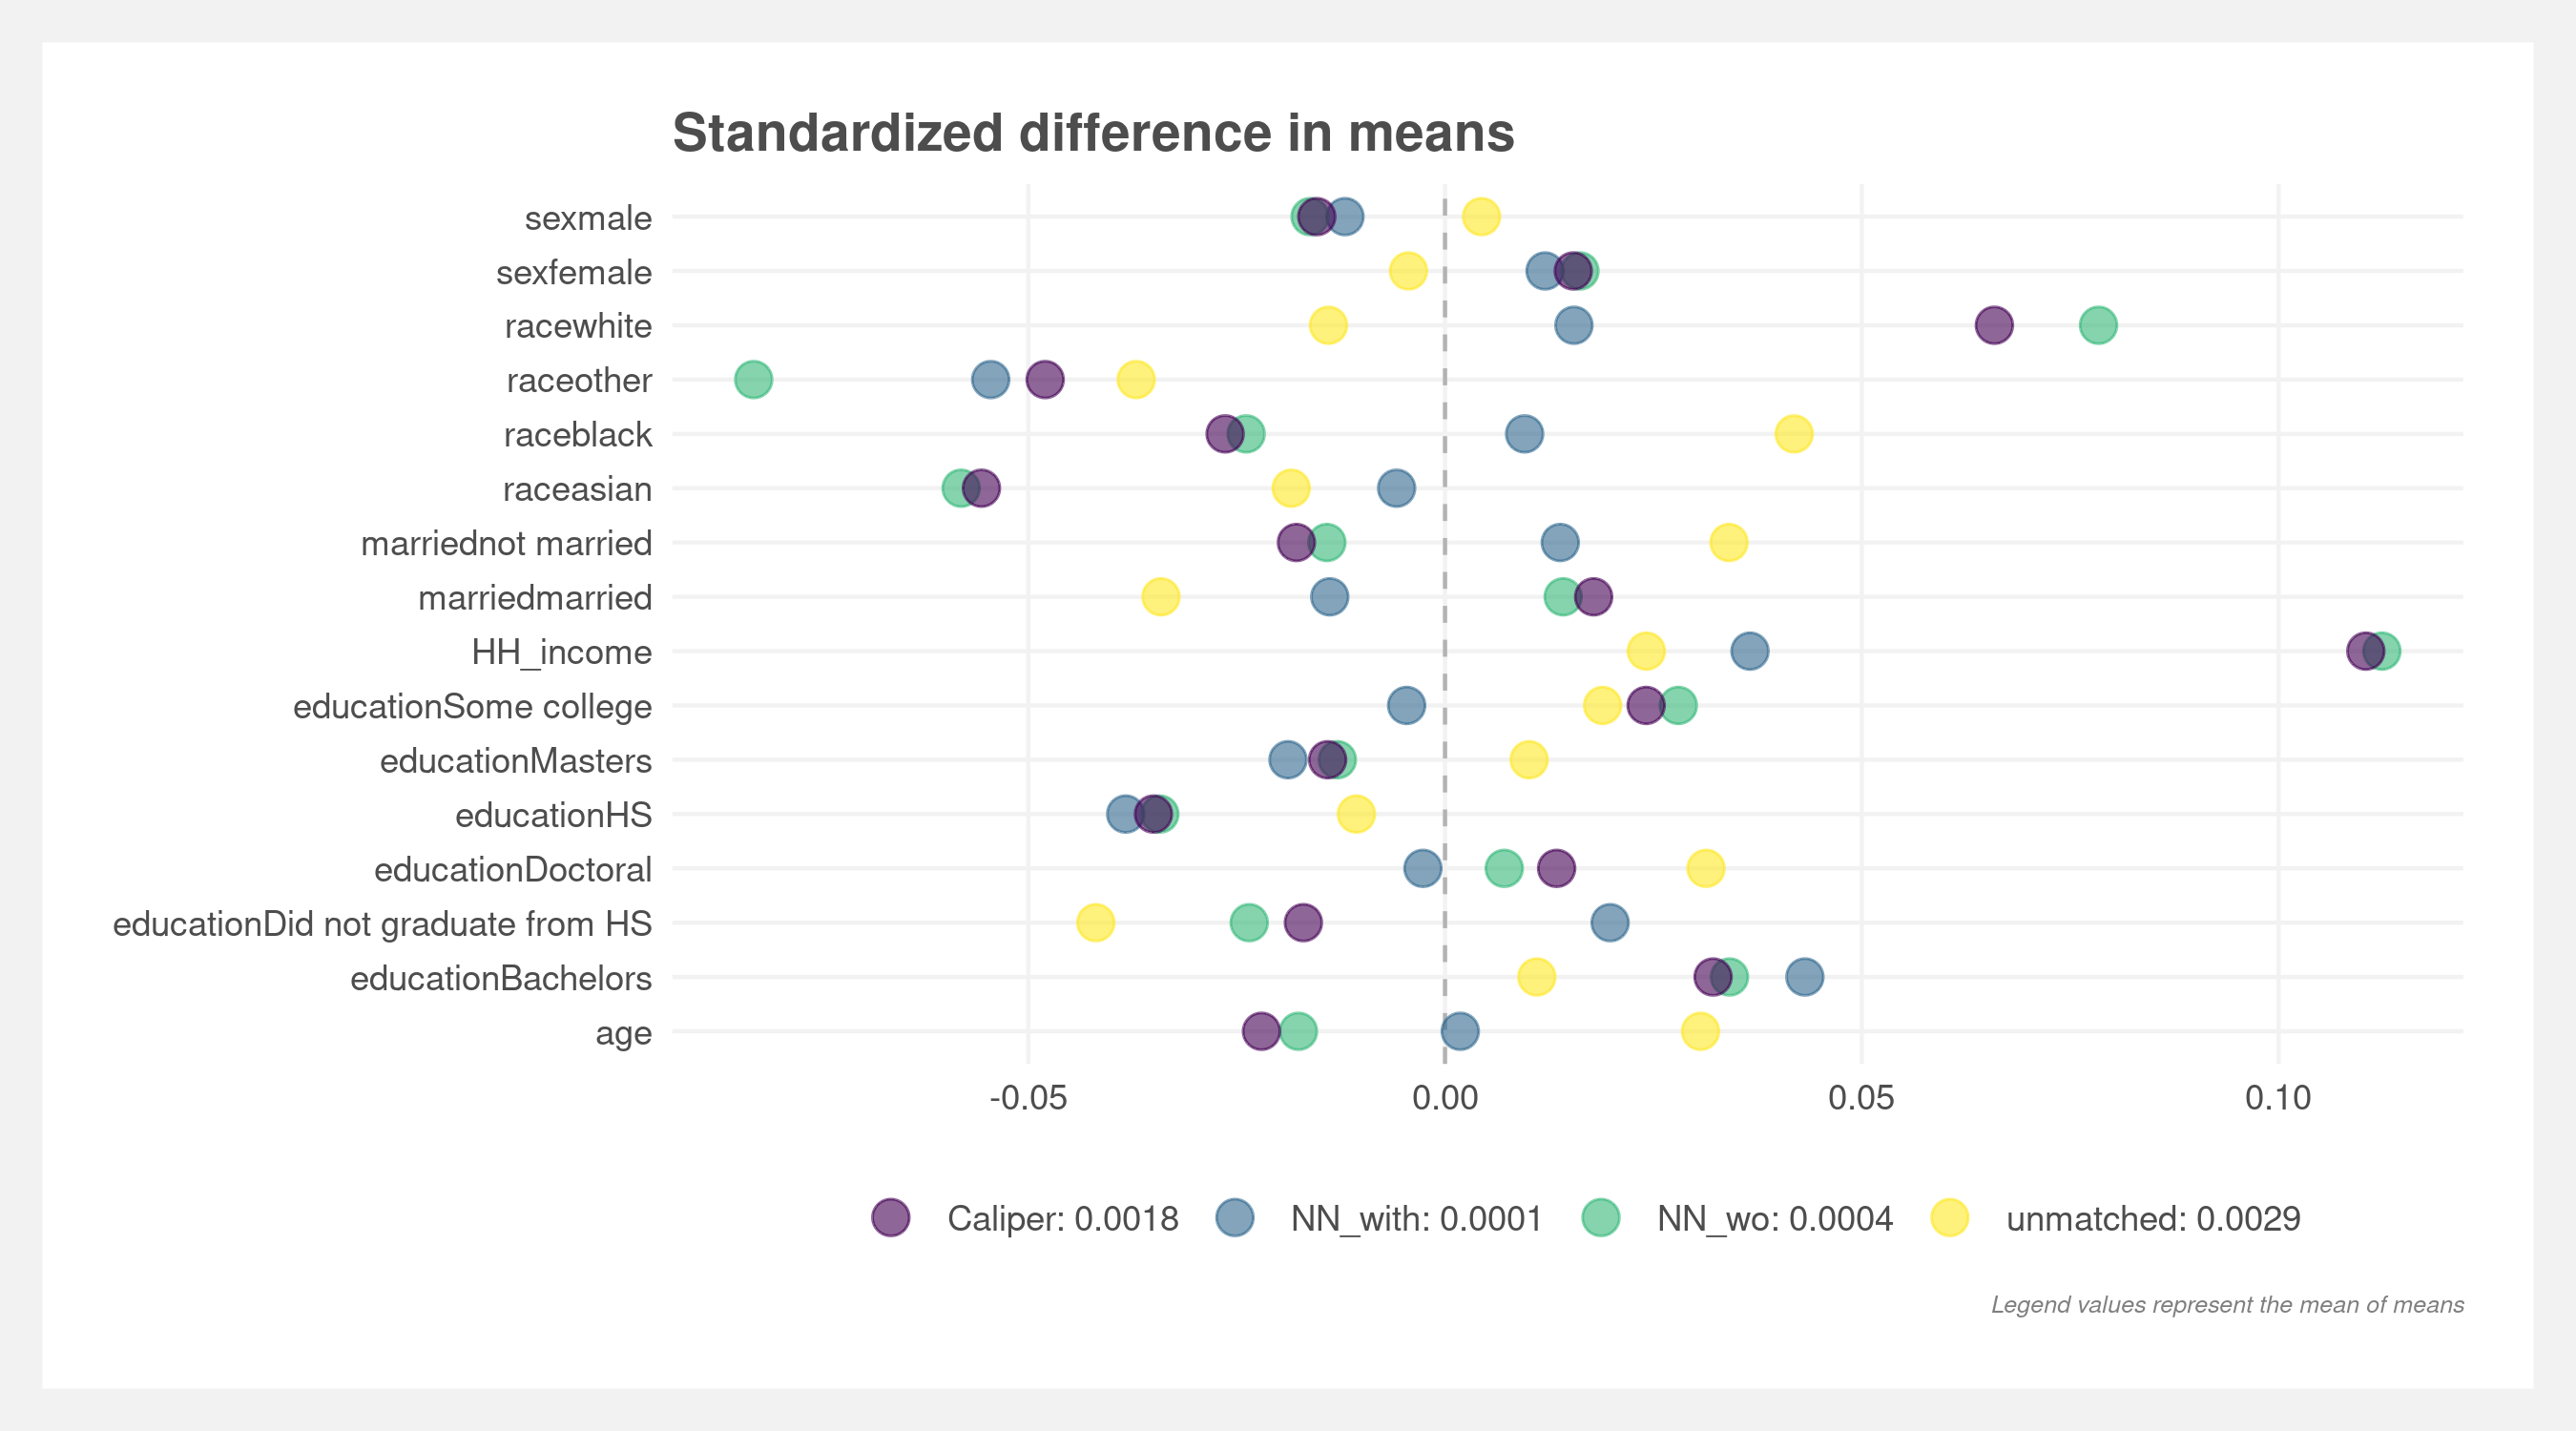 Standardized difference in means
sexmale
sexfemale
racewhite
raceother
raceblack
raceasian
marriednot married
marriedmarried
HH_income
educationSome college
educationMasters
educationHS
educationDoctoral
educationDid not graduate from HS
educationBachelors
age
-0.05 0.00 0.05 0.10
Caliper: 0.0018 NN_with: 0.0001 NN_wo: 0.0004 unmatched: 0.0029
Legend values represent the mean of means